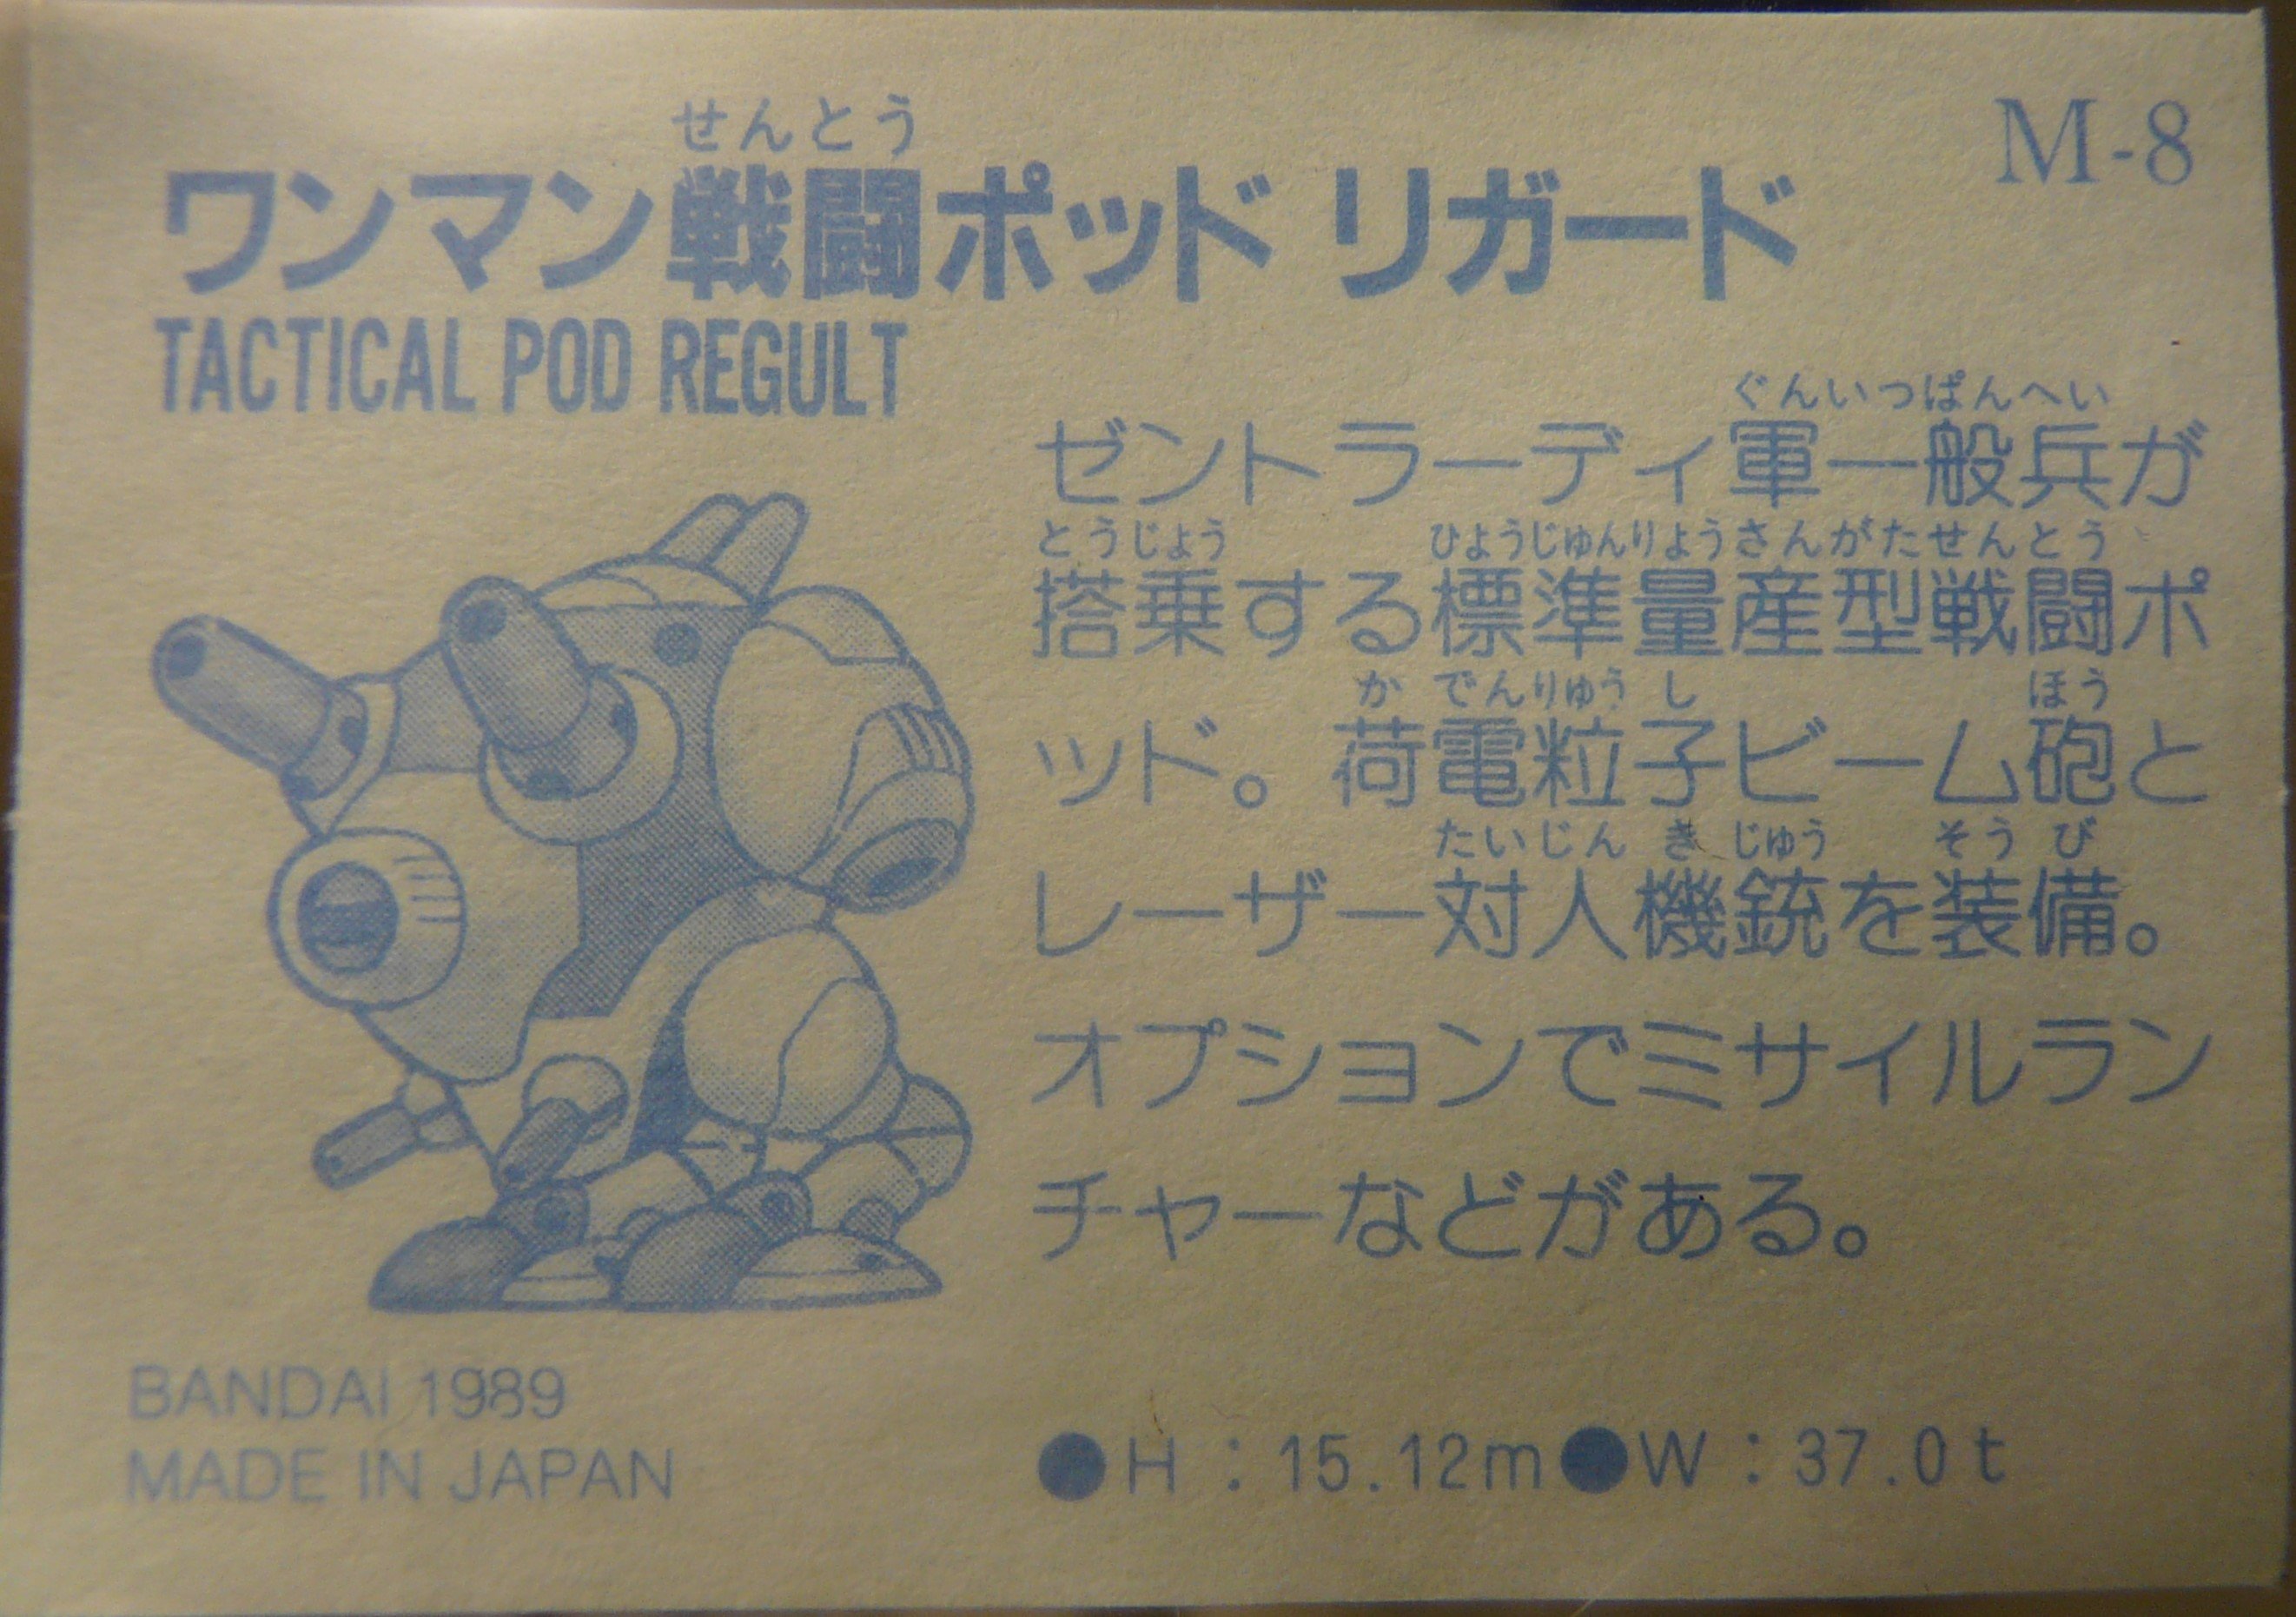 M-8
せんとう
ワンマン戦闘ポッド リガード
TACTICAL POD REGULT
ぐんいっぱんへい
ゼントラーディ軍一般兵が
とうじょう ひょうじゅんりょうさんがたせんとう
搭乗する標準量産型戦闘ポ
か でんりゅう し ほう
ッド。荷電粒子ビーム砲と
たいじん き じゅう そう び
レーザー対人機銃を装備。
オプションでミサイルラン
チャーなどがある。
BANDAI 1989
MADE IN JAPAN
●H：15.12m●W：37.0t